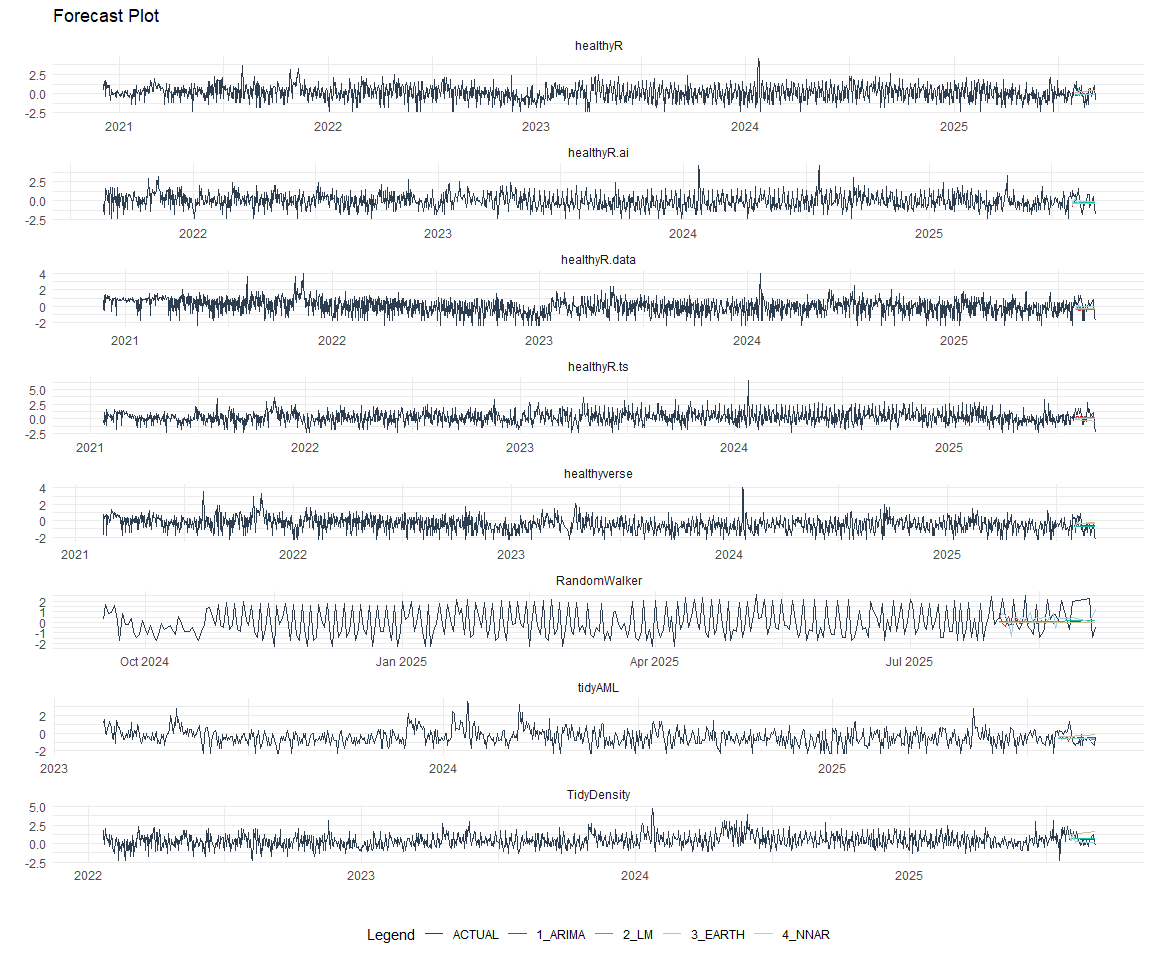 Forecast Plot
healthyR
2.5
0.0
-2.5
2021 2022 2023 2024 2025
healthyR.ai
2.5
0.0
-2.5
2022 2023 2024 2025
healthyR.data
4
2
0
-2
2021 2022 2023 2024 2025
healthyR.ts
5.0
2.5
0.0
-2.5
2021 2022 2023 2024 2025
healthyverse
4
2
0
-2
2021 2022 2023 2024 2025
RandomWalker
2
1
0
-1
-2
Oct 2024 Jan 2025 Apr 2025 Jul 2025
tidyAML
2
0
-2
2023 2024 2025
TidyDensity
5.0
2.5
0.0
-2.5
2022 2023 2024 2025
Legend ACTUAL 1_ARIMA 2_LM 3_EARTH 4_NNAR